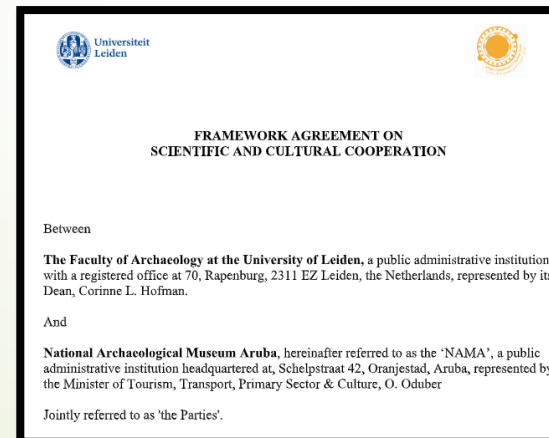 Universiteit
Leiden
FRAMEWORK AGREEMENT ON
SCIENTIFIC AND CULTURAL COOPERATION
Between
The Faculty of Archaeology at the University of Leiden, a public administrative institution
with a registered office at 70, Rapenburg, 2311 EZ Leiden, the Netherlands, represented by its
Dean, Corinne L. Hofman.
And
National Archaeological Museum Aruba, hereinafter referred to as the ‘NAMA’, a public
administrative institution headquartered at, Schelpstraat 42, Oranjestad, Aruba, represented by
the Minister of Tourism, Transport, Primary Sector & Culture, O. Oduber
Jointly referred to as 'the Parties'.